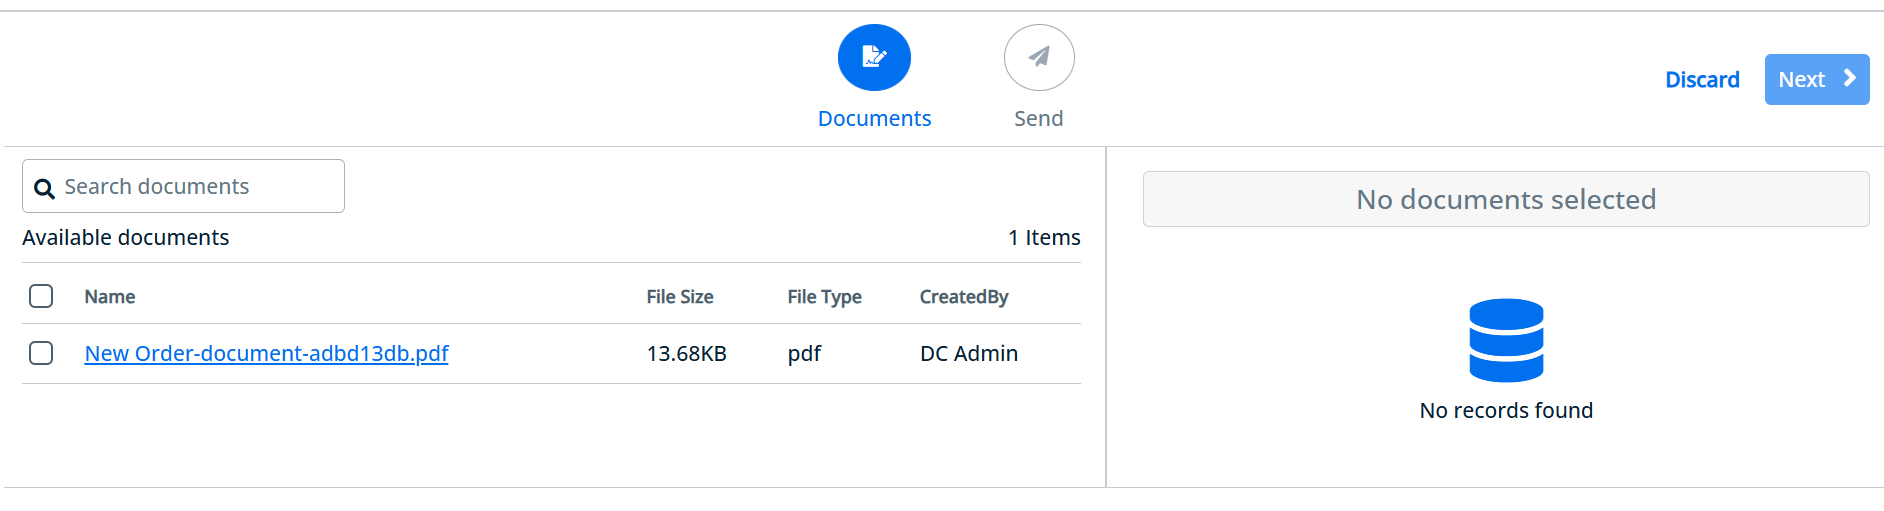 Documents
Send
Discard
Next
Search documents
Available documents
1 Items
Name File Size File Type CreatedBy
New Order-document-adbd13db.pdf 13.68KB pdf DC Admin
No documents selected
No records found